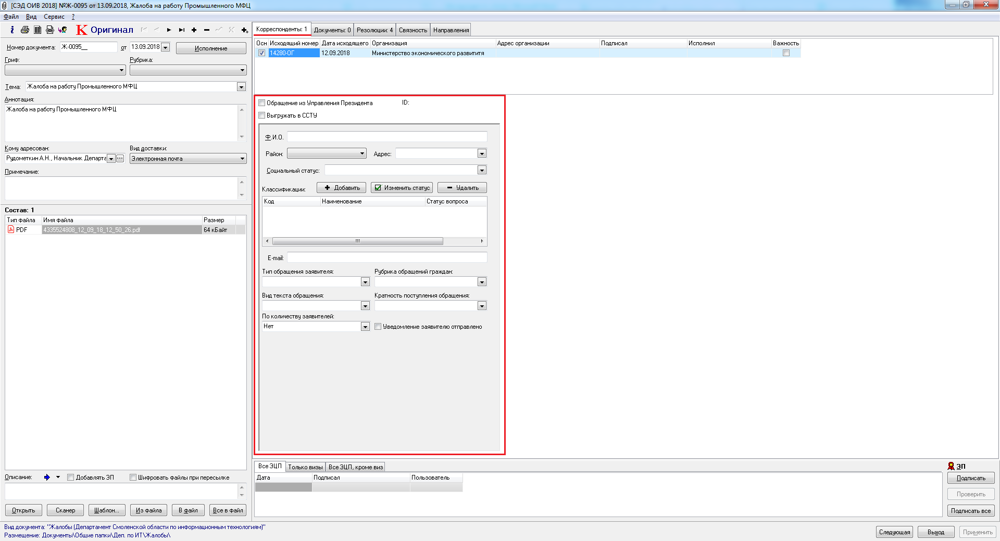 [СЭД ОИВ 2018] №Ж-0095 от 13.09.2018, Жалоба на работу Промышленного МФЦ
Файл Вид Сервис ?
К Оригинал
Номер документа: Ж-0095__ от 13.09.2018 Исполнение
Гриф: Рубрика:
Тема: Жалоба на работу Промышленного МФЦ
Аннотация:
Жалоба на работу Промышленного МФЦ
Кому адресован: Вид доставки:
Рудометкин А.Н., Начальник Департа ... Электронная почта
Примечание:
Состав: 1
Тип файла Имя файла Размер
PDF 4335524808_12_09_18_12_50_26.pdf 64 кБайт
Описание: Добавлять ЭП Шифровать файлы при пересылке
Открыть Сканер Шаблон... Из файла В файл Все в файл
Корреспонденты: 1 Документы: 0 Резолюции: 4 Связность Направления
Осн Исходящий номер Дата исходящего Организация Адрес организации Подписал Исполнил Важность
14280-ОГ 12.09.2018 Министерство экономического развитития
Обращение из Управления Президента ID:
Выгружать в ССТУ
Ф.И.О.
Район: Адрес:
Социальный статус:
Классификации: Добавить Изменить статус Удалить
Код Наименование Статус вопроса
E-mail:
Тип обращения заявителя: Рубрика обращений граждан:
Вид текста обращения: Кратность поступления обращения:
По количеству заявителей:
Нет Уведомление заявителю отправлено
Все ЭЦП Только визы Все ЭЦП, кроме виз
Дата Подписал Пользователь
ЭП
Подписать
Проверить
Подписать все
Вид документа: "Жалобы (Департамент Смоленской области по информационным технологиям)"
Размещение: Документы\Общие папки\Деп. по ИТ\Жалобы\
Следующая Выход Применить